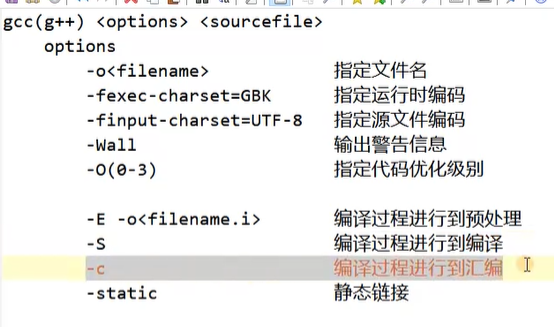 gcc(g++) <options> <sourcefile>
options
-o<filename> 指定文件名
-fexec-charset=GBK 指定运行时编码
-finput-charset=UTF-8 指定源文件编码
-Wall 输出警告信息
-O(0-3) 指定代码优化级别
-E -o<filename.i> 编译过程进行到预处理
-S 编译过程进行到编译
-c 编译过程进行到汇编
-static 静态链接